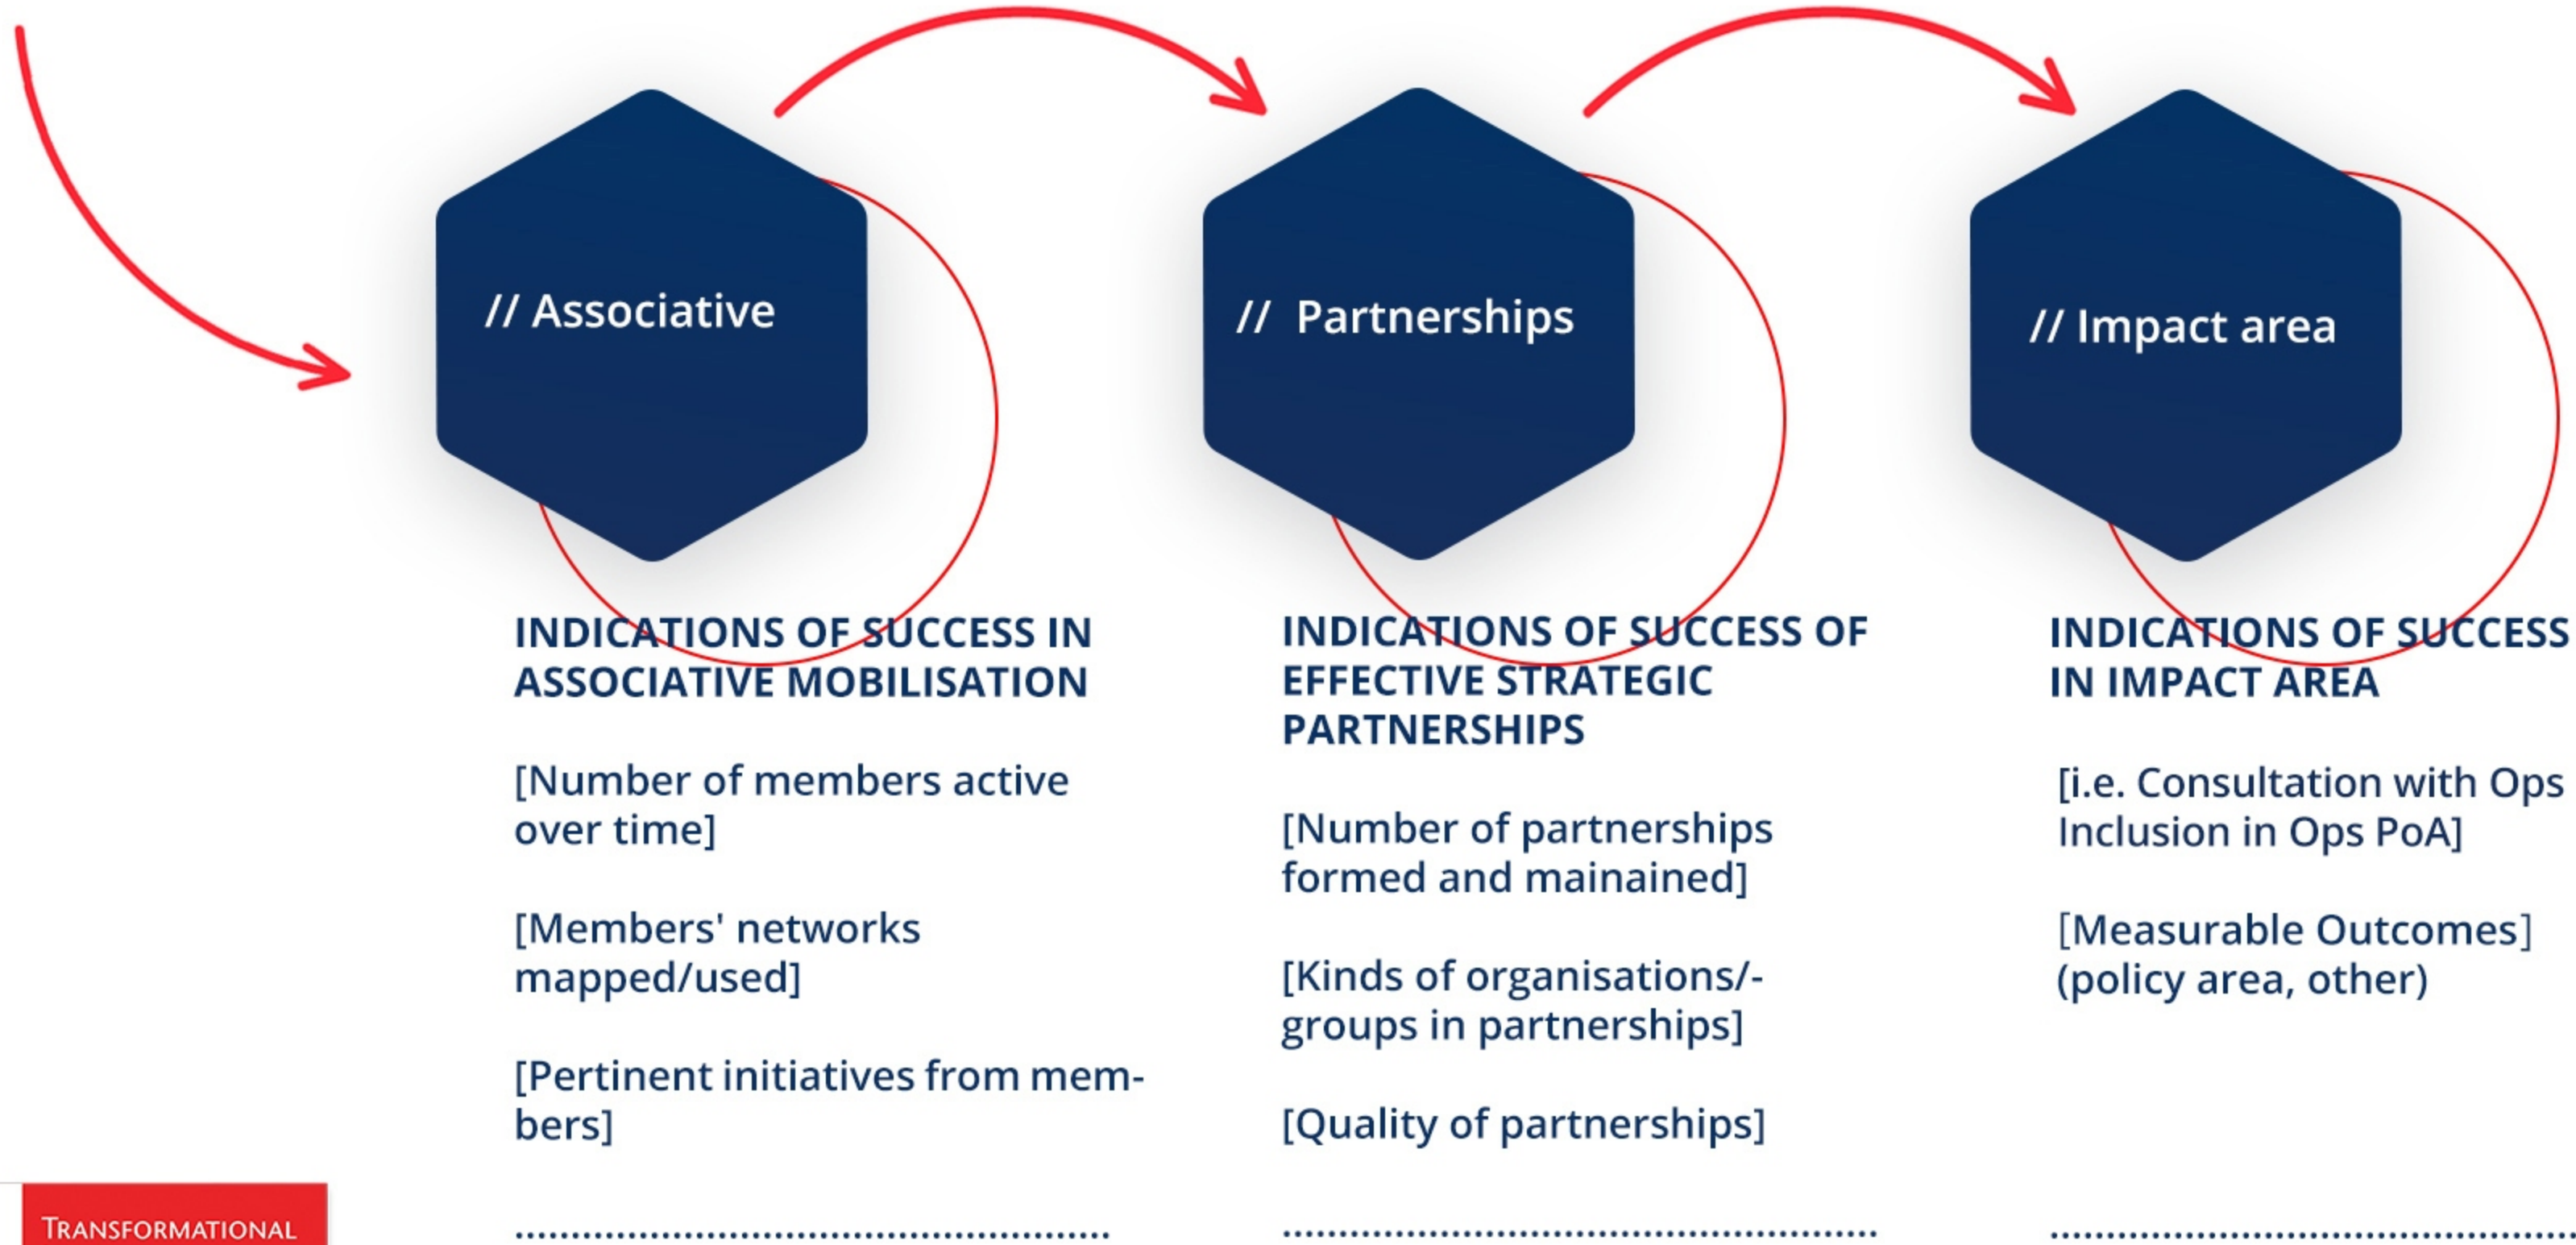 // Associative
// Partnerships
// Impact area
INDICATIONS OF SUCCESS IN
ASSOCIATIVE MOBILISATION
[Number of members active
over time]
[Members' networks
mapped/used]
[Pertinent initiatives from mem-
bers]
INDICATIONS OF SUCCESS OF
EFFECTIVE STRATEGIC
PARTNERSHIPS
[Number of partnerships
formed and mainained]
[Kinds of organisations/-
groups in partnerships]
[Quality of partnerships]
INDICATIONS OF SUCCESS
IN IMPACT AREA
[i.e. Consultation with Ops
Inclusion in Ops PoA]
[Measurable Outcomes]
(policy area, other)
TRANSFORMATIONAL